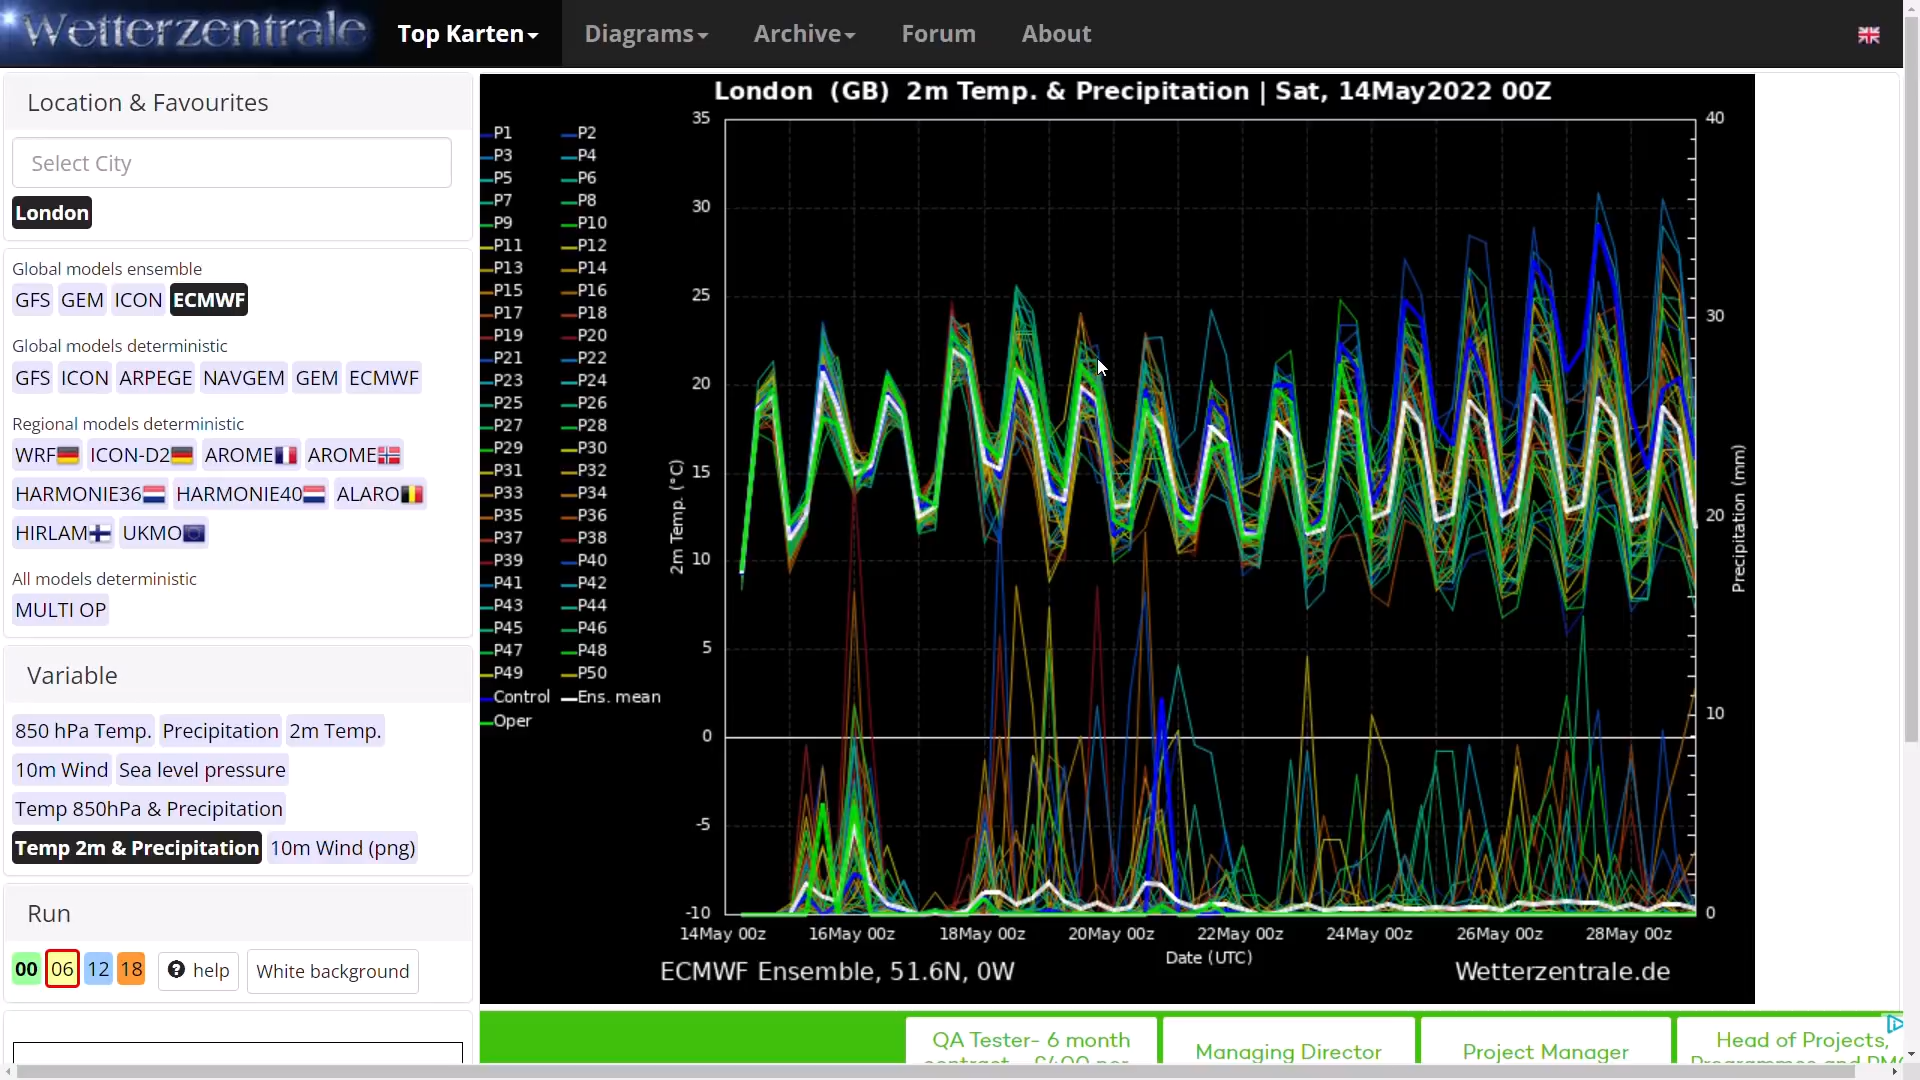 Wetterzentrale
Top Karten
Diagrams
Archive
Forum
About
Location & Favourites
Select City
London
Global models ensemble
GFS GEM ICON ECMWF
Global models deterministic
GFS ICON ARPEGE NAVGEM GEM ECMWF
Regional models deterministic
WRF ICON-D2 AROME AROME
HARMONIE36 HARMONIE40 ALARO
HIRLAM UKMO
All models deterministic
MULTI OP
Variable
850 hPa Temp. Precipitation 2m Temp.
10m Wind Sea level pressure
Temp 850hPa & Precipitation
Temp 2m & Precipitation 10m Wind (png)
Run
00 06 12 18 help White background
London (GB) 2m Temp. & Precipitation | Sat, 14May2022 00Z
P1 P2
P3 P4
P5 P6
P7 P8
P9 P10
P11 P12
P13 P14
P15 P16
P17 P18
P19 P20
P21 P22
P23 P24
P25 P26
P27 P28
P29 P30
P31 P32
P33 P34
P35 P36
P37 P38
P39 P40
P41 P42
P43 P44
P45 P46
P47 P48
P49 P50
Control Ens. mean
Oper
2m Temp. (°C)
35
30
25
20
15
10
5
0
-5
-10
40
30
20
10
0
Precipitation (mm)
14May 00z 16May 00z 18May 00z 20May 00z 22May 00z 24May 00z 26May 00z 28May 00z
Date (UTC)
ECMWF Ensemble, 51.6N, 0W
Wetterzentrale.de
QA Tester- 6 month
Managing Director
Project Manager
Head of Projects,